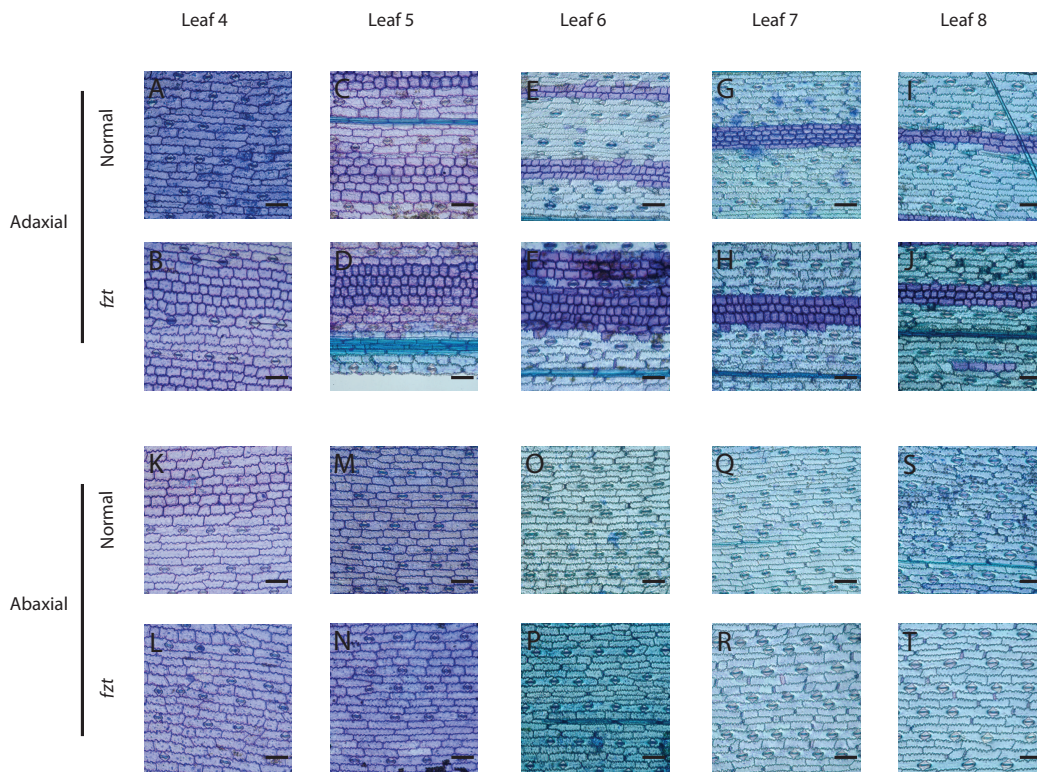 Leaf 4 Leaf 5 Leaf 6 Leaf 7 Leaf 8
Adaxial
Normal
A C E G I
fzt
B D F H J
Abaxial
Normal
K M O Q S
fzt
L N P R T